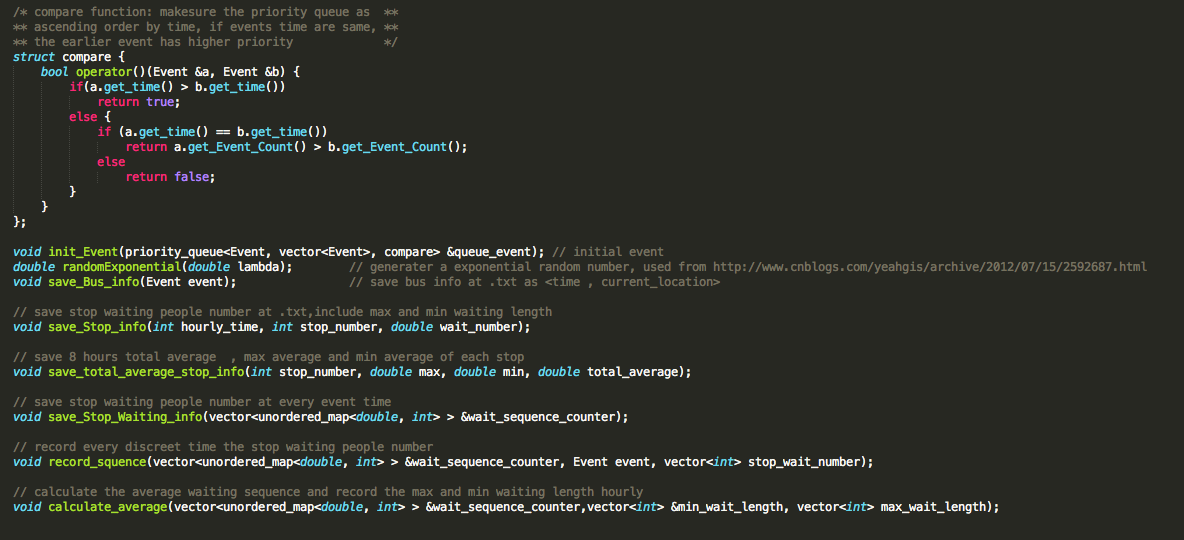 /* compare function: makesure the priority queue as  **
** ascending order by time, if events time are same, **
** the earlier event has higher priority             */
struct compare {
    bool operator()(Event &a, Event &b) {
        if(a.get_time() > b.get_time())
            return true;
        else {
            if (a.get_time() == b.get_time())
                return a.get_Event_Count() > b.get_Event_Count();
            else
                return false;
        }
    }
};
void init_Event(priority_queue<Event, vector<Event>, compare> &queue_event); // initial event
double randomExponential(double lambda);        // generater a exponential random number, used from http://www.cnblogs.com/yeahgis/archive/2012/07/15/2592687.html
void save_Bus_info(Event event);                // save bus info at .txt as <time , current_location>
// save stop waiting people number at .txt,include max and min waiting length
void save_Stop_info(int hourly_time, int stop_number, double wait_number);
// save 8 hours total average  , max average and min average of each stop
void save_total_average_stop_info(int stop_number, double max, double min, double total_average);
// save stop waiting people number at every event time
void save_Stop_Waiting_info(vector<unordered_map<double, int> > &wait_sequence_counter);
// record every discreet time the stop waiting people number
void record_squence(vector<unordered_map<double, int> > &wait_sequence_counter, Event event, vector<int> stop_wait_number);
// calculate the average waiting sequence and record the max and min waiting length hourly
void calculate_average(vector<unordered_map<double, int> > &wait_sequence_counter,vector<int> &min_wait_length, vector<int> max_wait_length);